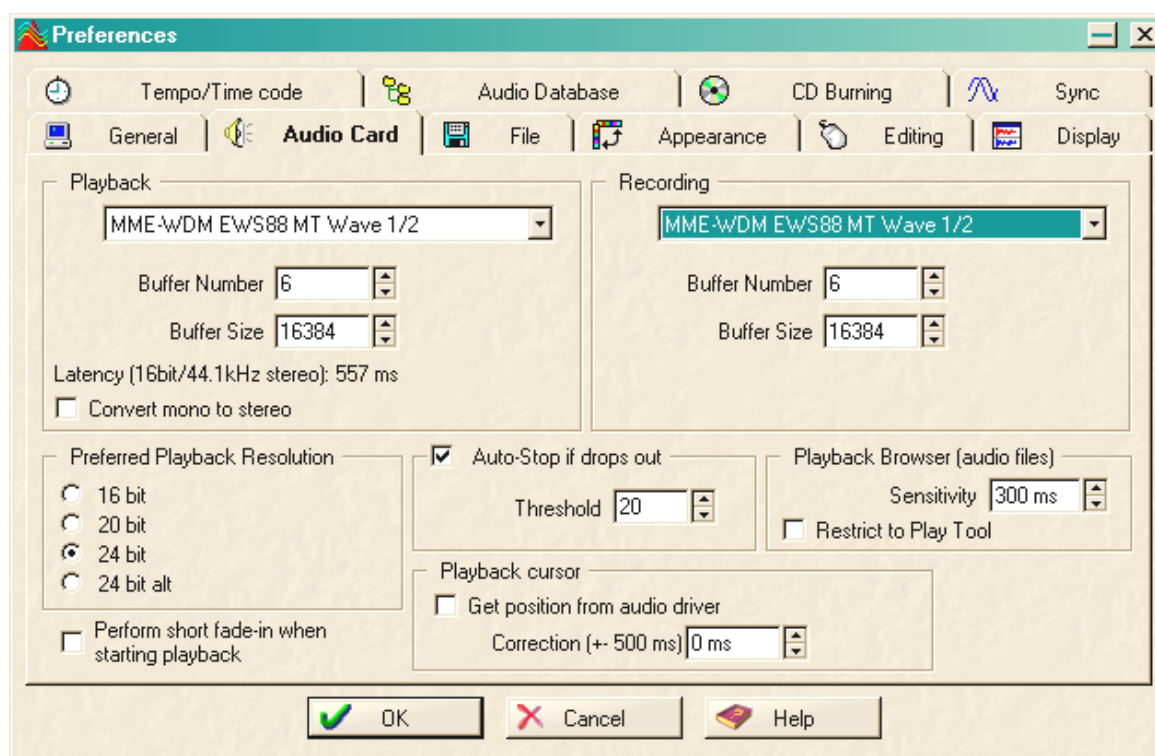 Preferences
Tempo/Time code
Audio Database
CD Burning
Sync
General
Audio Card
File
Appearance
Editing
Display
Playback
MME-WDM EWS88 MT Wave 1/2
Buffer Number 6
Buffer Size 16384
Latency (16bit/44.1kHz stereo): 557 ms
Convert mono to stereo
Recording
MME-WDM EWS88 MT Wave 1/2
Buffer Number 6
Buffer Size 16384
Preferred Playback Resolution
16 bit
20 bit
24 bit
24 bit alt
Perform short fade-in when
starting playback
Auto-Stop if drops out
Threshold 20
Playback Browser (audio files)
Sensitivity 300 ms
Restrict to Play Tool
Playback cursor
Get position from audio driver
Correction (+- 500 ms) 0 ms
OK
Cancel
Help